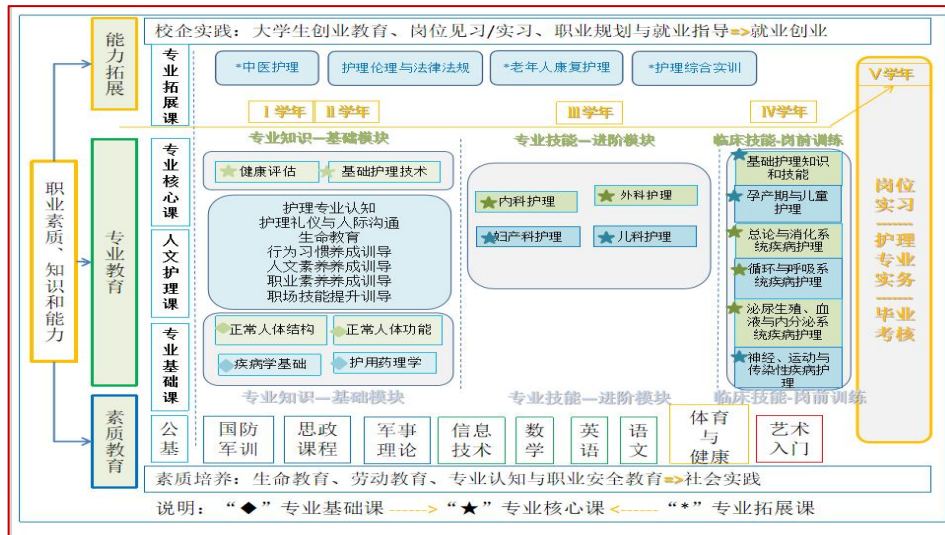 能力拓展
校企实践：大学生创业教育、岗位见习/实习、职业规划与就业指导=>就业创业
专业拓展课
*中医护理
护理伦理与法律法规
*老年人康复护理
*护理综合实训
V学年
I 学年
II 学年
III学年
IV学年
专业知识—基础模块
专业技能—进阶模块
临床技能-岗前训练
职业素质、知识和能力
专业教育
专业核心课
★健康评估
★基础护理技术
★内科护理
★外科护理
★妇产科护理
★儿科护理
★基础护理知识
和技能
★孕产期与儿童
护理
★总论与消化系
统疾病护理
★循环与呼吸系
统疾病护理
★泌尿生殖、血
液与内分泌系
统疾病护理
★神经、运动与
传染性疾病护
理
岗位
实习
护理
专业
实务
毕业
考核
人文护理课
护理专业认知
护理礼仪与人际沟通
生命教育
行为习惯养成训导
人文素养养成训导
职业素质养成训导
职场技能提升训导
专业基础课
正常人体结构
正常人体功能
◆疾病学基础
◆护用药理学
专业知识—基础模块
专业技能—进阶模块
临床技能-岗前训练
素质教育
公基
国防
军训
思政
课程
军事
理论
信息
技术
数
学
英
语
语
文
体育
与
健康
艺术
入门
素质培养：生命教育、劳动教育、专业认知与职业安全教育=>社会实践
说明：“◆”专业基础课------>“★”专业核心课<-----“*”专业拓展课